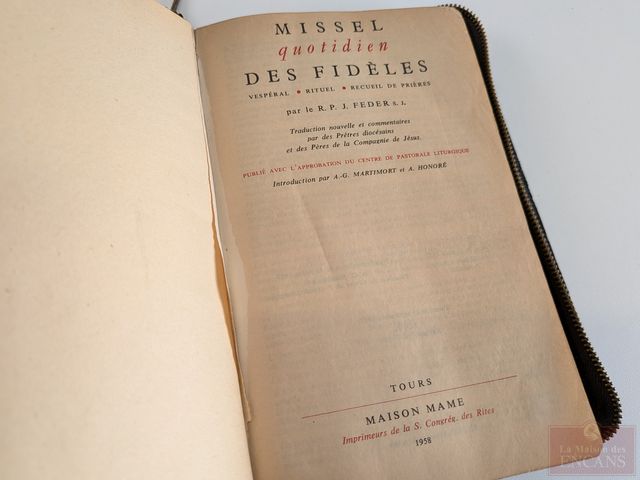 MISSEL
quotidien
DES FIDÈLES
VESPÉRAL • RITUEL • RECUEIL DE PRIÈRES
par le R. P. J. FEDER S. J.
Traduction nouvelle et commentaires
par des Prêtres diocésains
et des Pères de la Compagnie de Jésus.
PUBLIÉ AVEC L'APPROBATION DU CENTRE DE PASTORALE LITURGIQUE
Introduction par A.-G. MARTIMORT et A. HONORÉ
TOURS
MAISON MAME
Imprimeurs de la S. Congrég. des Rites
1958
La Maison des
ENCANS